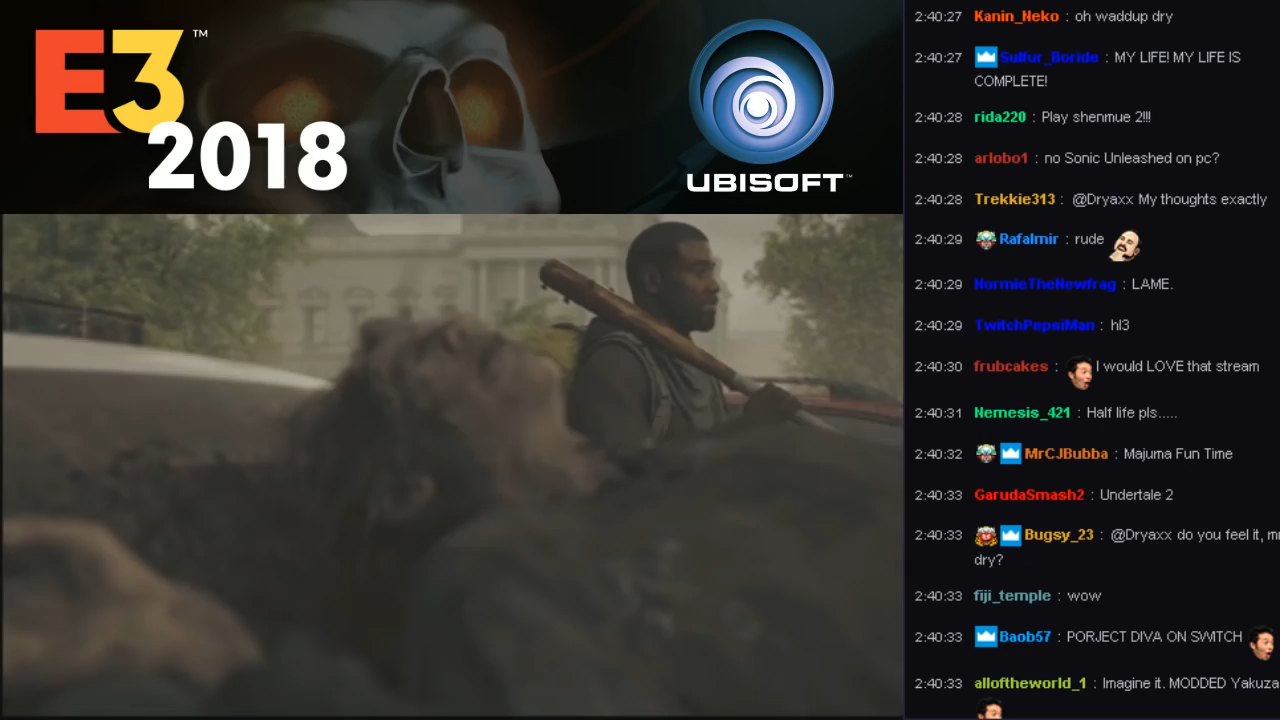 E3™
2018
UBISOFT™
2:40:27 Kanin_Neko : oh waddup dry
2:40:27 Sulfur_Boride : MY LIFE! MY LIFE IS
COMPLETE!
2:40:28 rida220 : Play shenmue 2!!!
2:40:28 arlobo1 : no Sonic Unleashed on pc?
2:40:28 Trekkie313 : @Dryaxx My thoughts exactly
2:40:29 Rafalmir : rude
2:40:29 NormieTheNewfrag : LAME.
2:40:29 TwitchPepsiMan : hl3
2:40:30 frubcakes : I would LOVE that stream
2:40:31 Nemesis_421 : Half life pls.....
2:40:32 MrCJBubba : Majuma Fun Time
2:40:33 GarudaSmash2 : Undertale 2
2:40:33 Bugsy_23 : @Dryaxx do you feel it, mr
dry?
2:40:33 fiji_temple : wow
2:40:33 Baob57 : PORJECT DIVA ON SWITCH
2:40:33 alloftheworld_1 : Imagine it. MODDED Yakuza